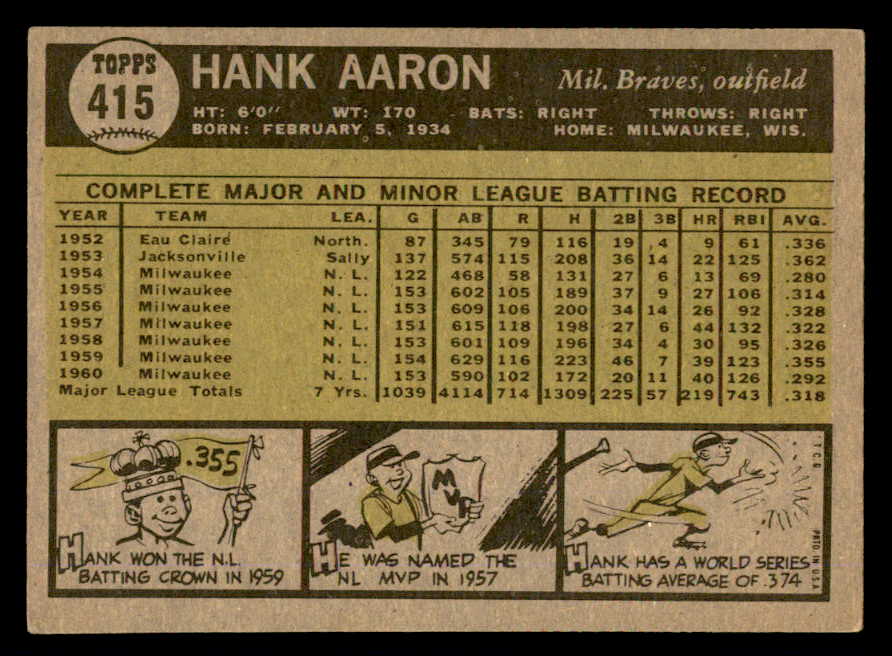 TOPPS
415
HANK AARON
Mil. Braves, outfield
HT: 6'0" WT: 170 BATS: RIGHT THROWS: RIGHT
BORN: FEBRUARY 5, 1934 HOME: MILWAUKEE, WIS.
COMPLETE MAJOR AND MINOR LEAGUE BATTING RECORD
YEAR TEAM LEA. G AB R H 2B 3B HR RBI AVG.
1952 Eau Claire North. 87 345 79 116 19 4 9 61 .336
1953 Jacksonville Sally 137 574 115 208 36 14 22 125 .362
1954 Milwaukee N. L. 122 468 58 131 27 6 13 69 .280
1955 Milwaukee N. L. 153 602 105 189 37 9 27 106 .314
1956 Milwaukee N. L. 153 609 106 200 34 14 26 92 .328
1957 Milwaukee N. L. 151 615 118 198 27 6 44 132 .322
1958 Milwaukee N. L. 153 601 109 196 34 4 30 95 .326
1959 Milwaukee N. L. 154 629 116 223 46 7 39 123 .355
1960 Milwaukee N. L. 153 590 102 172 20 11 40 126 .292
Major League Totals 7 Yrs. 1039 4114 714 1309 225 57 219 743 .318
.355
HANK WON THE N.L.
BATTING CROWN IN 1959
MVP
HE WAS NAMED THE
NL MVP IN 1957
HANK HAS A WORLD SERIES
BATTING AVERAGE OF .374
T.C.G.
PRTD. IN U.S.A.